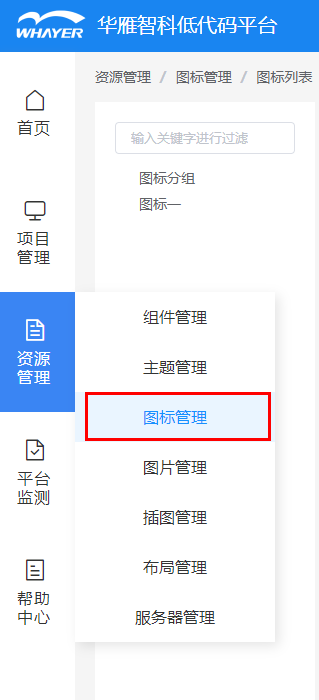 WHAYER 华雁智科低代码平台
资源管理 / 图标管理 / 图标列表
首页
输入关键字进行过滤
图标分组
图标一
项目
管理
资源
管理
组件管理
主题管理
图标管理
图片管理
插图管理
布局管理
服务器管理
平台
监测
帮助
中心